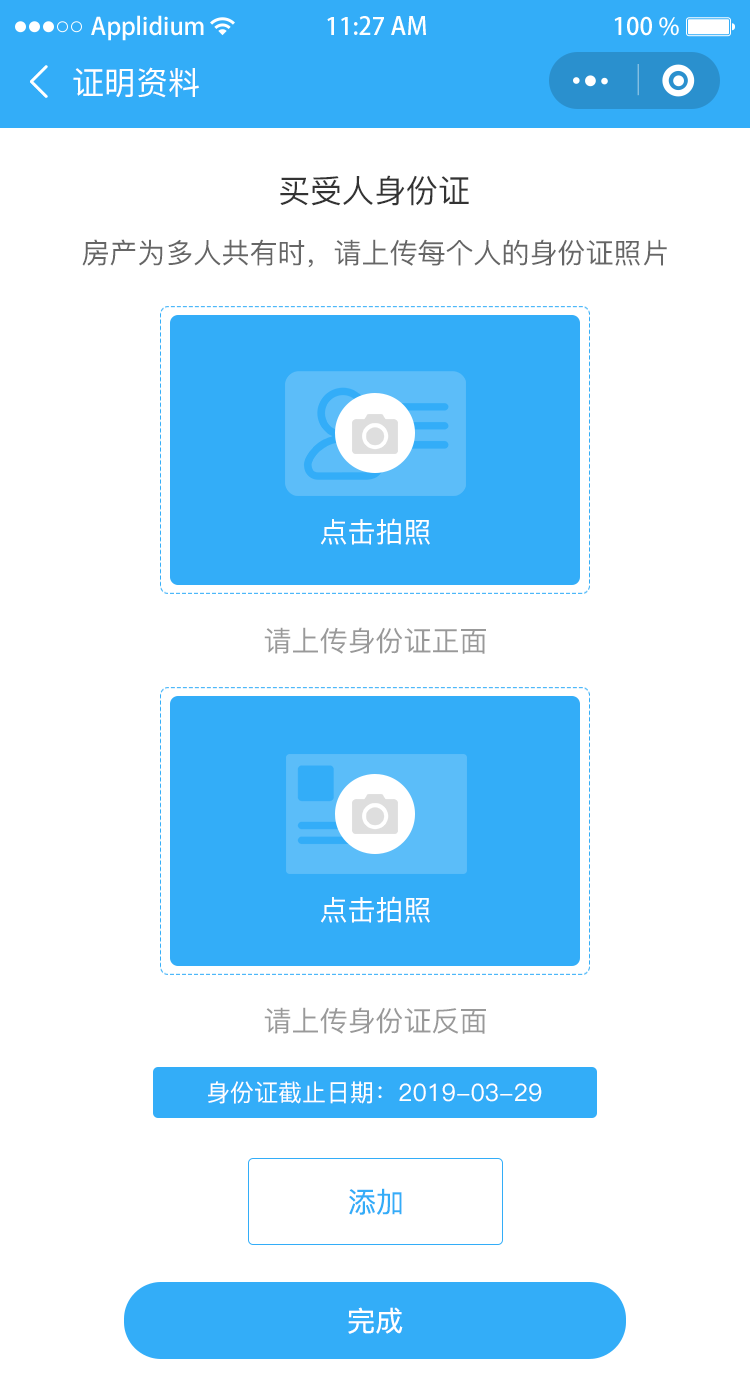 Applidium 11:27 AM 100 %
证明资料
买受人身份证
房产为多人共有时，请上传每个人的身份证照片
点击拍照
请上传身份证正面
点击拍照
请上传身份证反面
身份证截止日期：2019-03-29
添加
完成